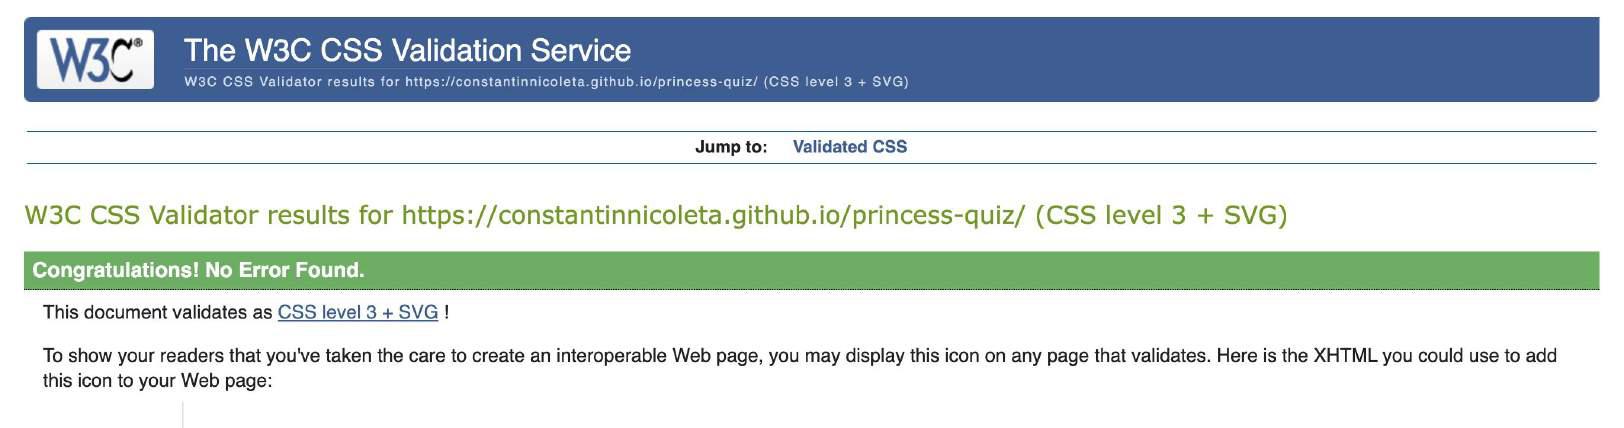 W3C®
The W3C CSS Validation Service
W3C CSS Validator results for https://constantinnicoleta.github.io/princess-quiz/ (CSS level 3 + SVG)
Jump to: Validated CSS
W3C CSS Validator results for https://constantinnicoleta.github.io/princess-quiz/ (CSS level 3 + SVG)
Congratulations! No Error Found.
This document validates as CSS level 3 + SVG !
To show your readers that you've taken the care to create an interoperable Web page, you may display this icon on any page that validates. Here is the XHTML you could use to add
this icon to your Web page: